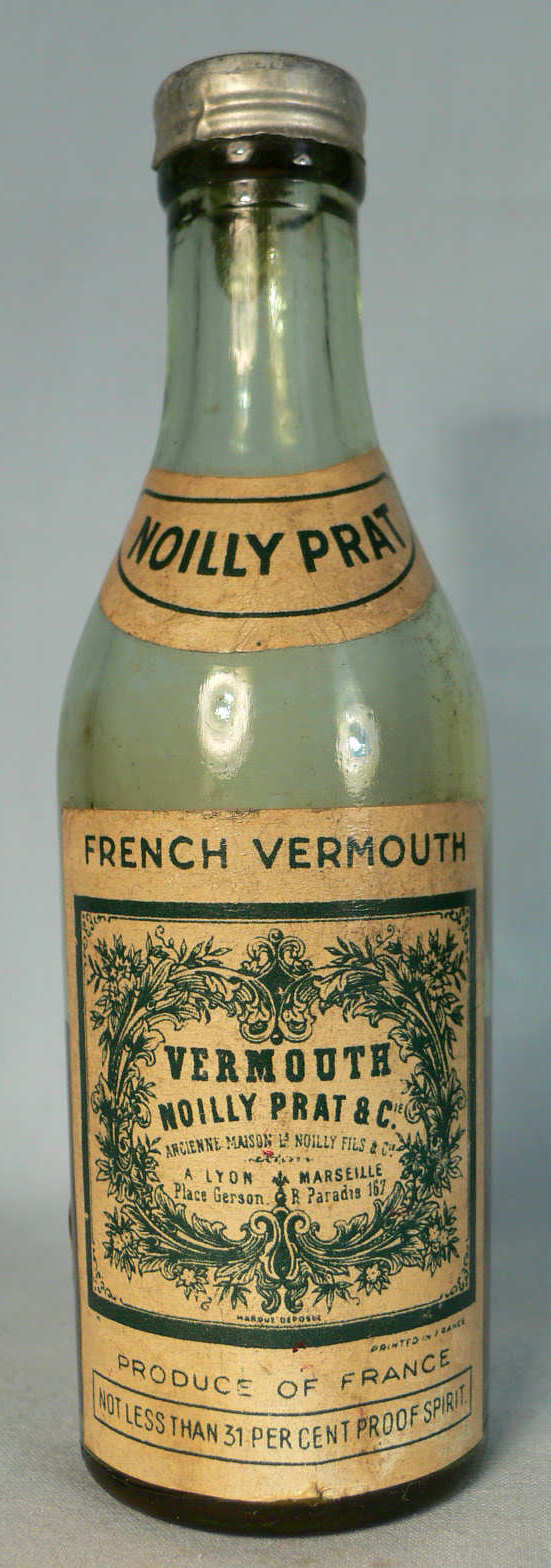 NOILLY PRAT
FRENCH VERMOUTH
VERMOUTH
NOILLY PRAT & Cie.
ANCIENNE MAISON Ls NOILLY FILS & Cie
A LYON MARSEILLE
Place Gerson R Paradis 167
MARQUE DEPOSÉE
PRINTED IN FRANCE
PRODUCE OF FRANCE
NOT LESS THAN 31 PER CENT PROOF SPIRIT.